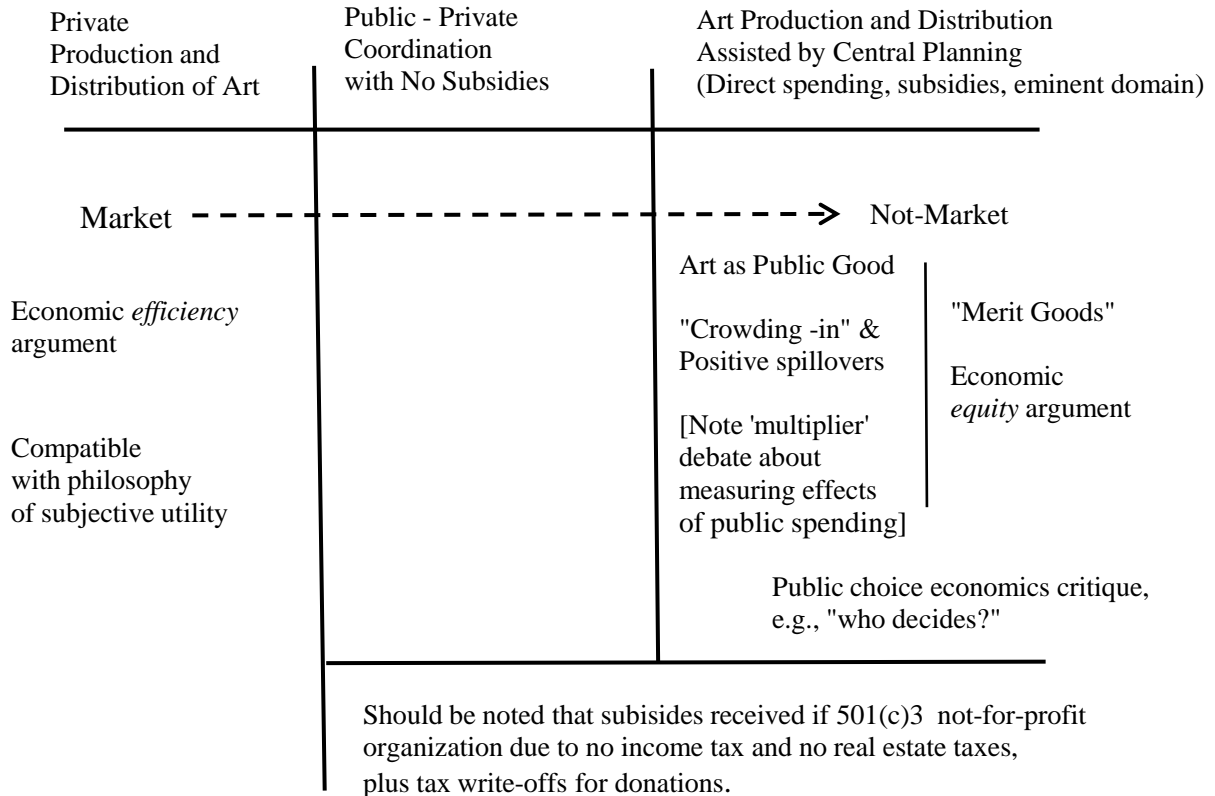 Private
Production and
Distribution of Art
Public - Private
Coordination
with No Subsidies
Art Production and Distribution
Assisted by Central Planning
(Direct spending, subsidies, eminent domain)
Market
Not-Market
Economic efficiency
argument
Compatible
with philosophy
of subjective utility
Art as Public Good
"Crowding -in" &
Positive spillovers
[Note 'multiplier'
debate about
measuring effects
of public spending]
"Merit Goods"
Economic
equity argument
Public choice economics critique,
e.g., "who decides?"
Should be noted that subisides received if 501(c)3 not-for-profit
organization due to no income tax and no real estate taxes,
plus tax write-offs for donations.